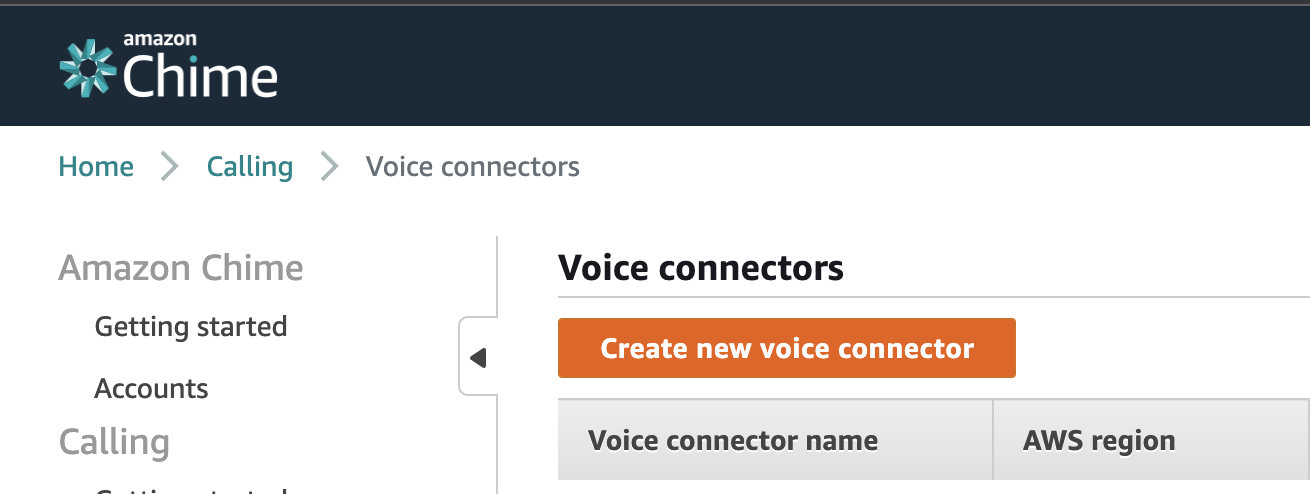 amazon
Chime
Home > Calling > Voice connectors
Amazon Chime
Getting started
Accounts
Calling
Voice connectors
Create new voice connector
Voice connector name
AWS region